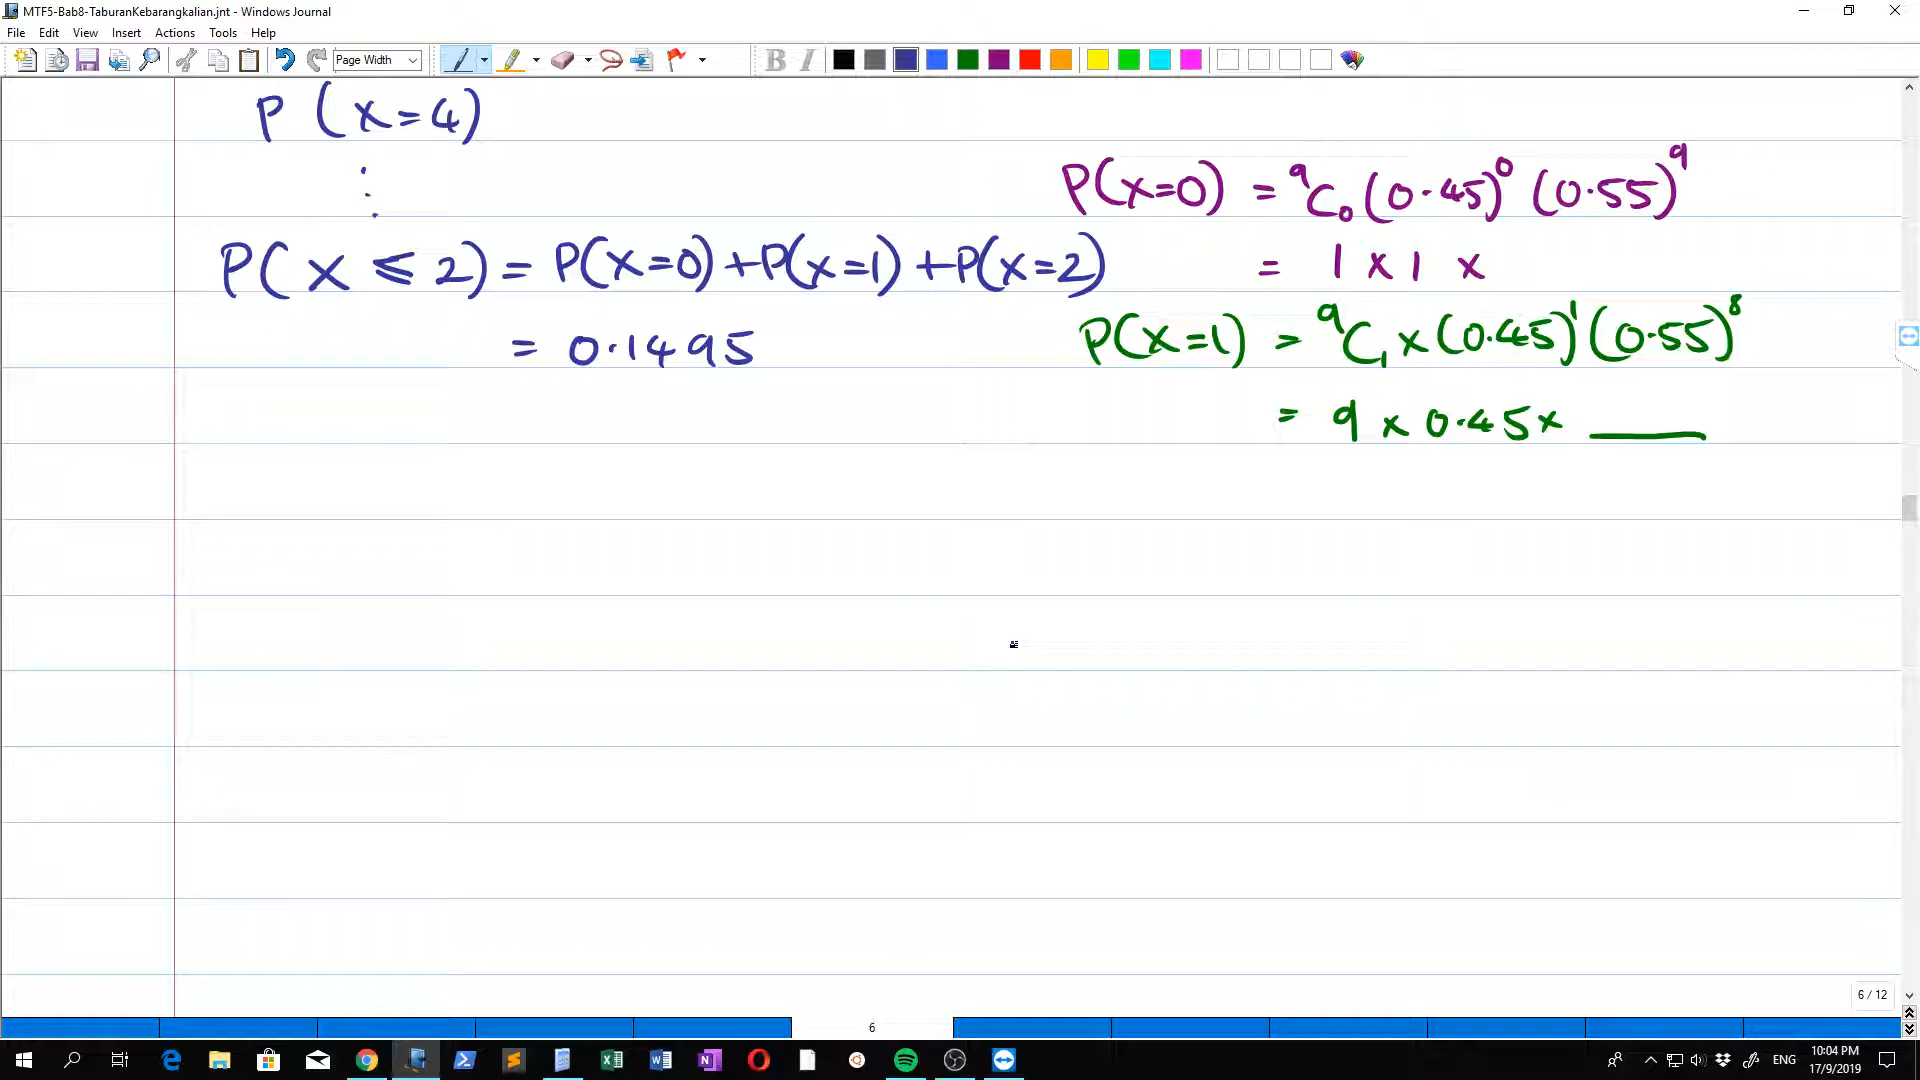 MTF5-Bab8-TaburanKebarangkalian.jnt - Windows Journal
File Edit View Insert Actions Tools Help
Page Width
P (X=4)
⋮
P(X ≤ 2) = P(X=0)+P(X=1)+P(X=2)
= 0.1495
P(X=0) = ⁹C₀(0.45)⁰(0.55)⁹
= 1 x 1 x
P(X=1) = ⁹C₁ x (0.45)¹(0.55)⁸
= 9 x 0.45 x ____
6 / 12
6
ENG
10:04 PM
17/9/2019